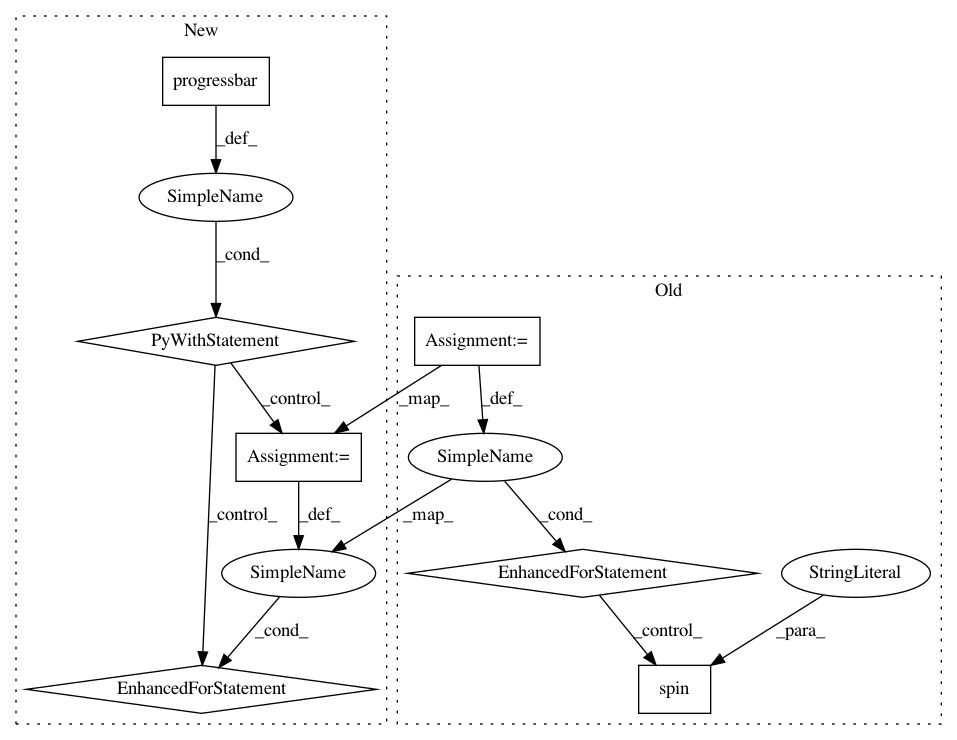 New
progressbar
_def_
SimpleName
_cond_
Old
PyWithStatement
Assignment:=
_control_
_map_
_def_
Assignment:=
SimpleName
_control_
_def_
_map_
_cond_
SimpleName
EnhancedForStatement
StringLiteral
_cond_
_control_
_para_
EnhancedForStatement
spin